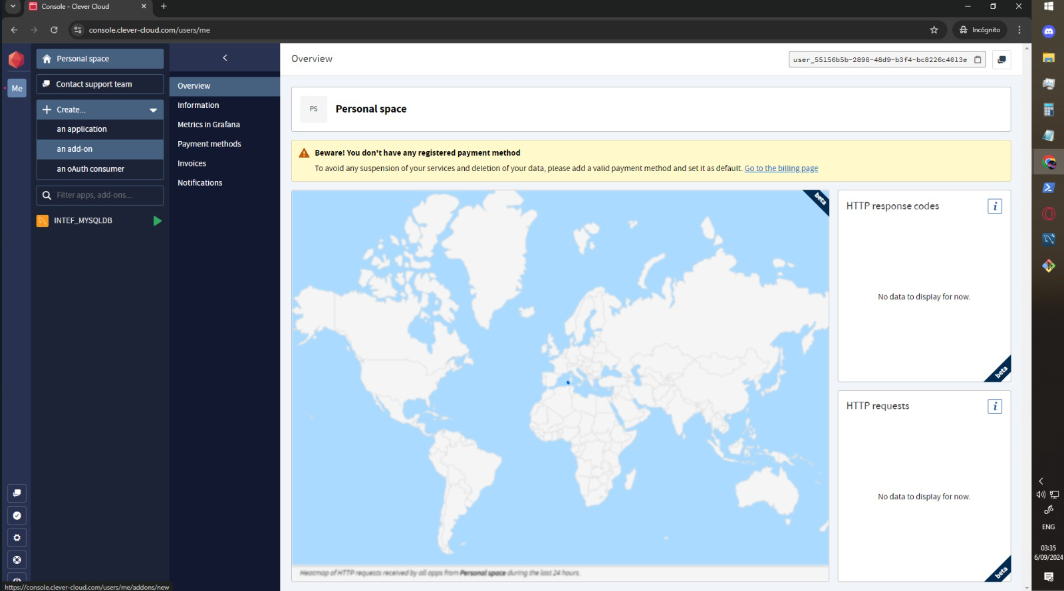 Console - Clever Cloud
console.clever-cloud.com/users/me
Incógnito
Me
Personal space
Contact support team
Create...
an application
an add-on
an oAuth consumer
Filter apps, add-ons...
INTEF_MYSQLDB
Overview
Information
Metrics in Grafana
Payment methods
Invoices
Notifications
Overview
PS
Personal space
Beware! You don't have any registered payment method
To avoid any suspension of your services and deletion of your data, please add a valid payment method and set it as default. Go to the billing page
beta
HTTP response codes
No data to display for now.
beta
HTTP requests
No data to display for now.
beta
Heatmap of HTTP requests received by all apps from Personal space during the last 24 hours.
https://console.clever-cloud.com/users/me/addons/new
ENG
03:35
6/09/2024